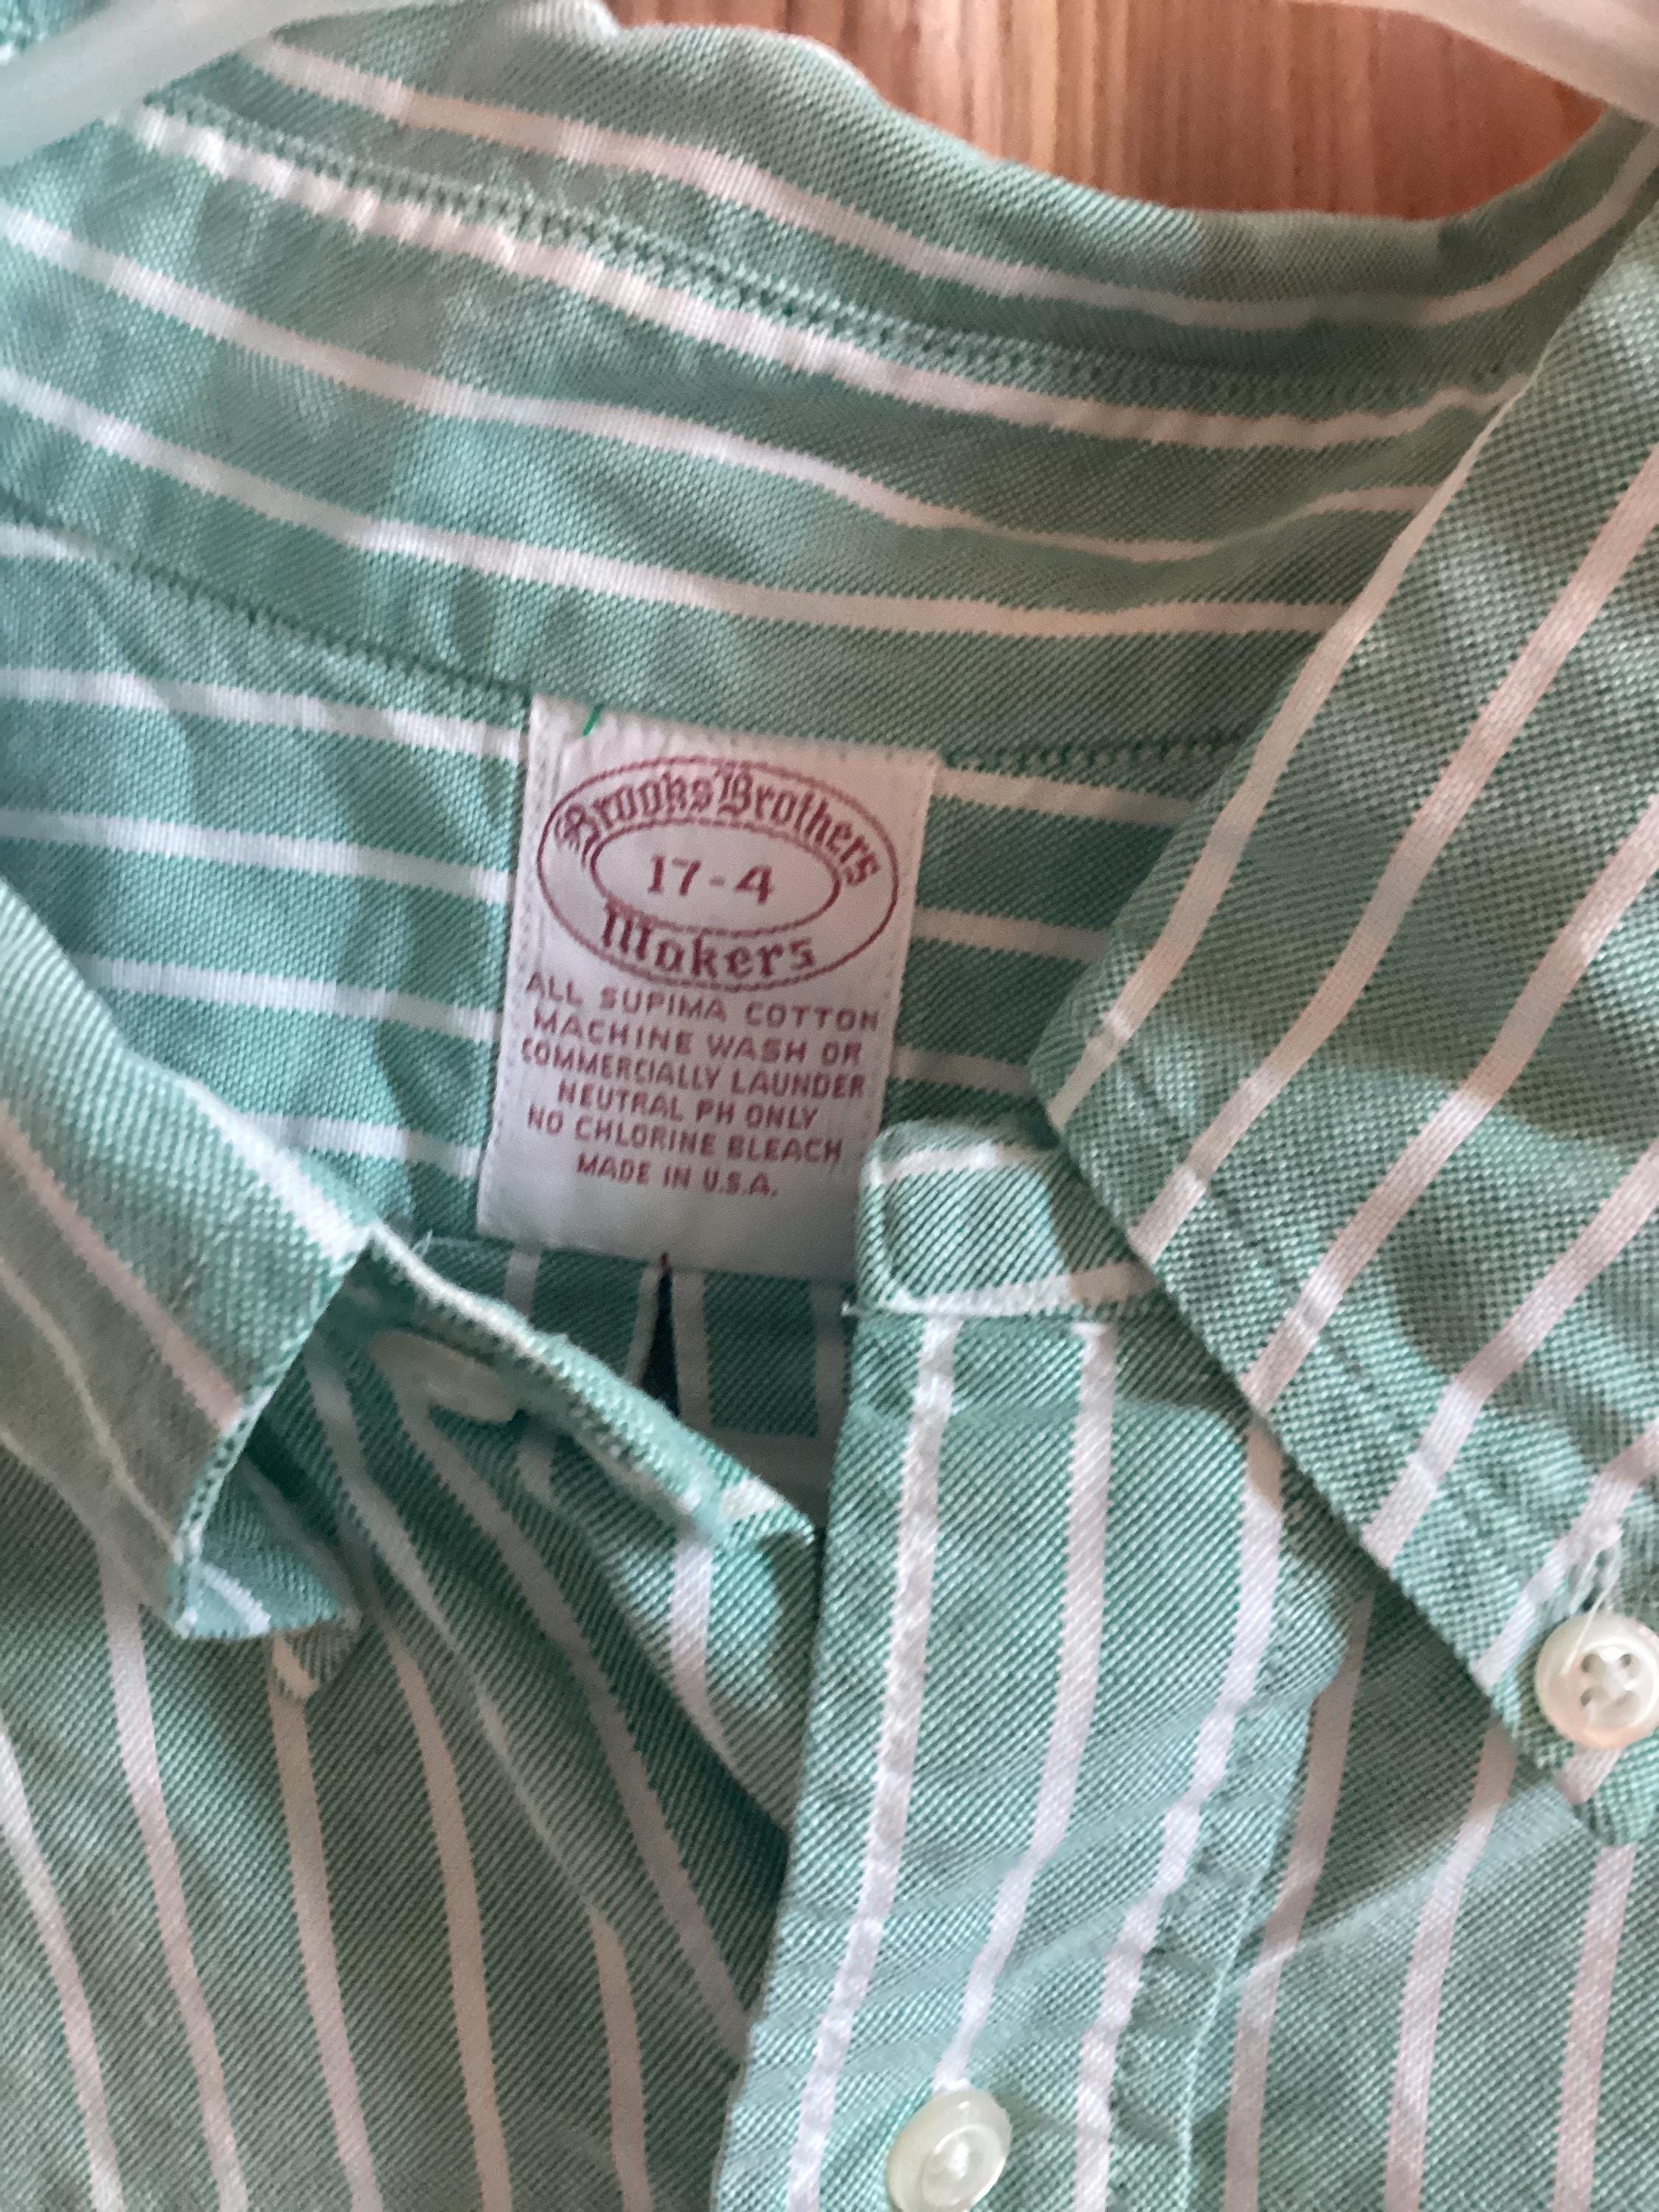 Brooks Brothers
17-4
Makers
ALL SUPIMA COTTON
MACHINE WASH OR
COMMERCIALLY LAUNDER
NEUTRAL PH ONLY
NO CHLORINE BLEACH
MADE IN U.S.A.